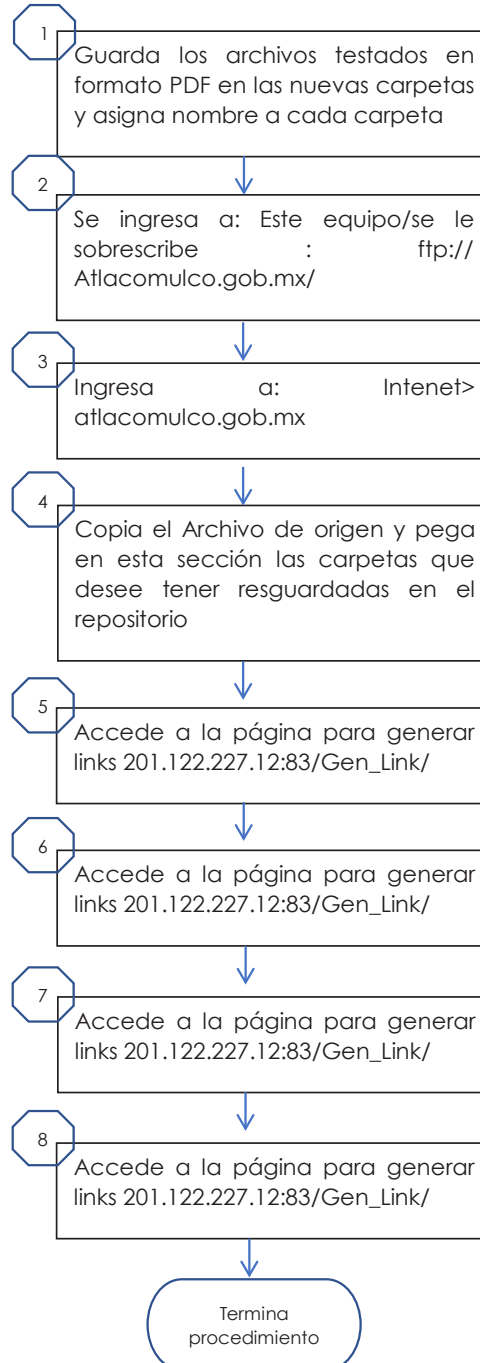 1
Guarda los archivos testados en
formato PDF en las nuevas carpetas
y asigna nombre a cada carpeta
2
Se ingresa a: Este equipo/se le
sobrescribe : ftp://
Atlacomulco.gob.mx/
3
Ingresa a: Intenet>
atlacomulco.gob.mx
4
Copia el Archivo de origen y pega
en esta sección las carpetas que
desee tener resguardadas en el
repositorio
5
Accede a la página para generar
links 201.122.227.12:83/Gen_Link/
6
Accede a la página para generar
links 201.122.227.12:83/Gen_Link/
7
Accede a la página para generar
links 201.122.227.12:83/Gen_Link/
8
Accede a la página para generar
links 201.122.227.12:83/Gen_Link/
Termina
procedimiento